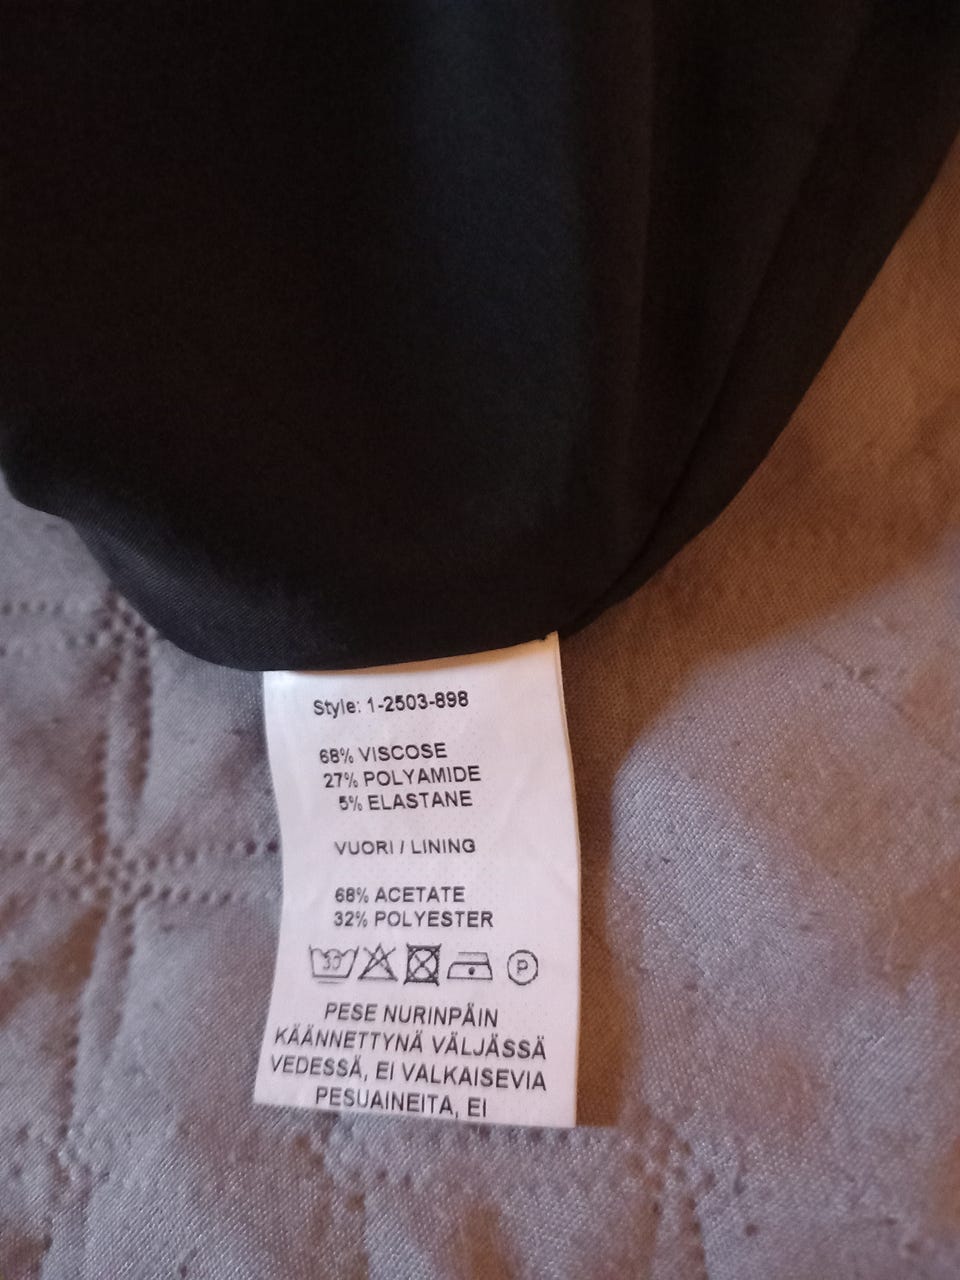 Style: 1-2503-898
68% VISCOSE
27% POLYAMIDE
5% ELASTANE
VUORI / LINING
68% ACETATE
32% POLYESTER
30 P
PESE NURINPÄIN
KÄÄNNETTYNÄ VÄLJÄSSÄ
VEDESSÄ, EI VALKAISEVIA
PESUAINEITA, EI